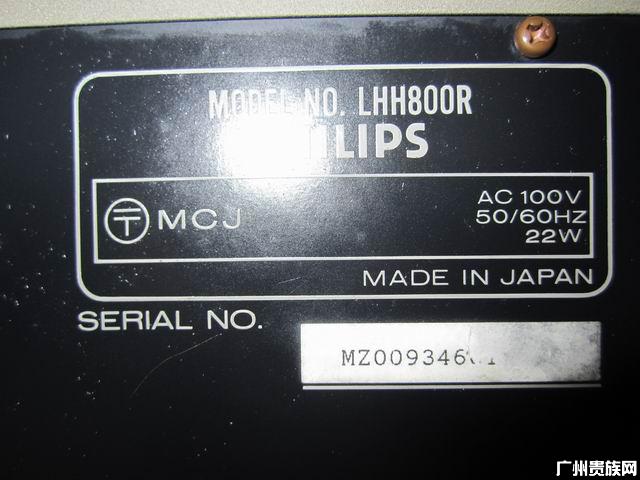 MODEL NO. LHH800R
PHILIPS
〒 MCJ
AC 100V
50/60HZ
22W
MADE IN JAPAN
SERIAL NO.
广州贵族网